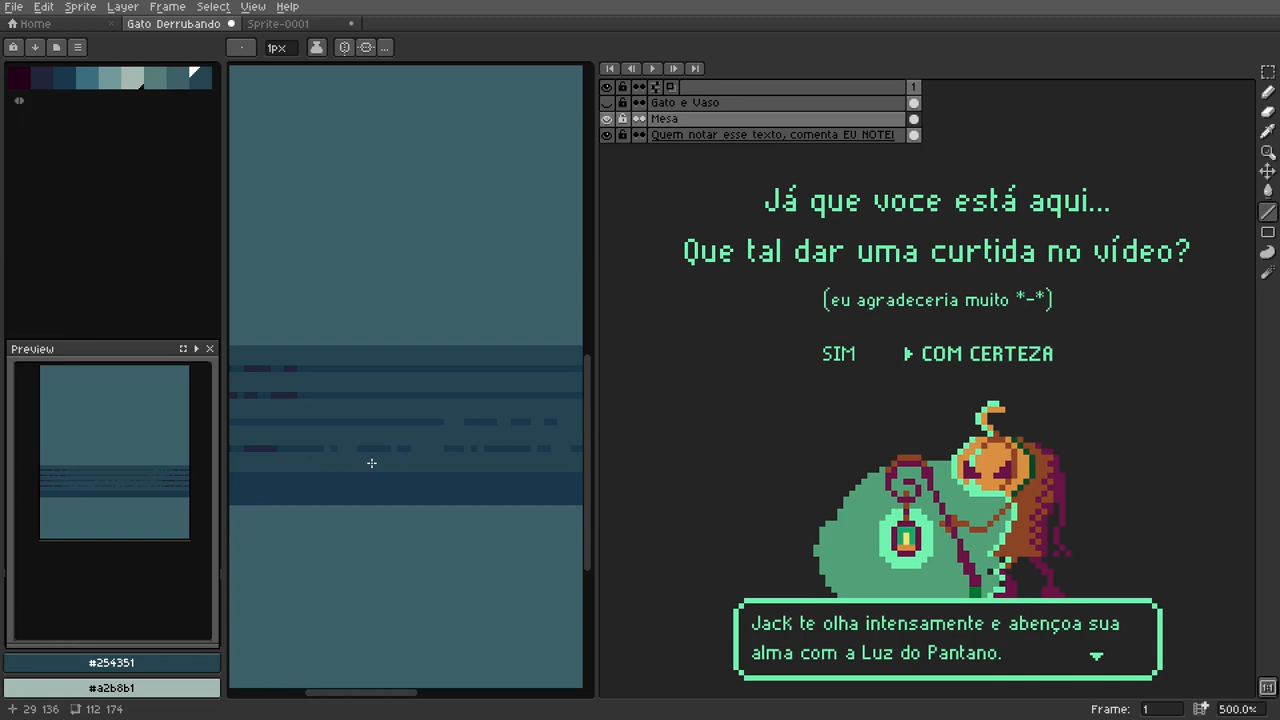 File Edit Sprite Layer Frame Select View Help
Home Gato Derrubando Sprite-0001
1px ...
1
Gato e Vaso
Mesa
Quem notar esse texto, comenta EU NOTEI
Já que voce está aqui...
Que tal dar uma curtida no vídeo?
(eu agradeceria muito *-*)
SIM COM CERTEZA
Preview
Jack te olha intensamente e abençoa sua
alma com a Luz do Pantano.
#254351
#a2b8b1
29 136 112 174 Frame: 1 500.0%
1:1